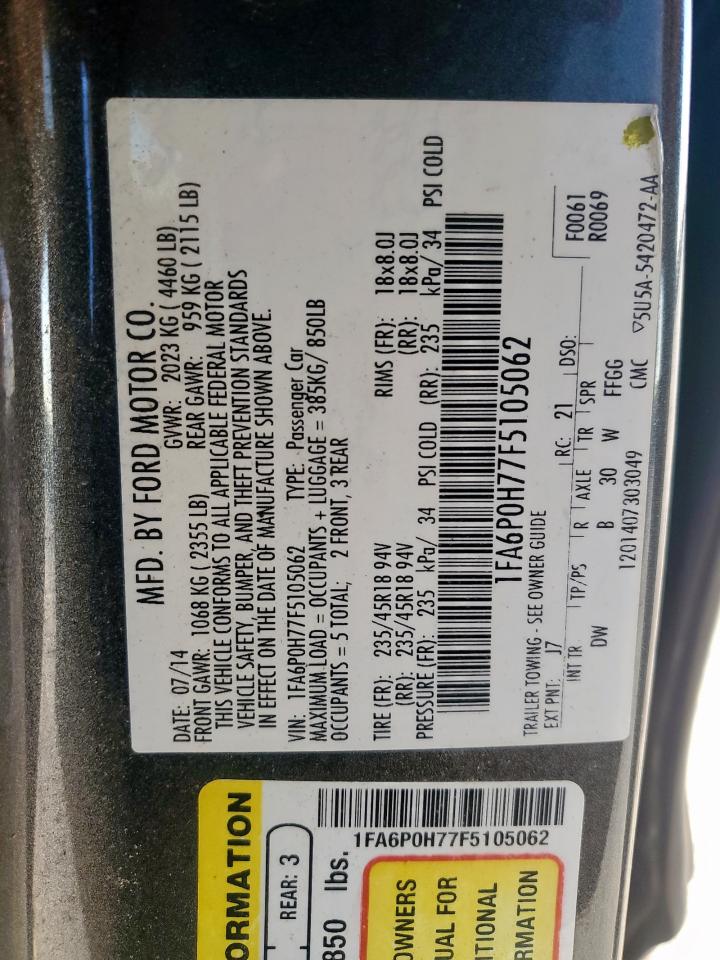 MFD. BY FORD MOTOR CO.
DATE: 07/14 GVWR: 2023 KG ( 4460 LB)
FRONT GAWR: 1068 KG ( 2355 LB) REAR GAWR: 959 KG ( 2115 LB)
THIS VEHICLE CONFORMS TO ALL APPLICABLE FEDERAL MOTOR
VEHICLE SAFETY, BUMPER, AND THEFT PREVENTION STANDARDS
IN EFFECT ON THE DATE OF MANUFACTURE SHOWN ABOVE.
VIN: 1FA6P0H77F5105062 TYPE: Passenger Car
MAXIMUM LOAD = OCCUPANTS + LUGGAGE = 385KG/ 850LB
OCCUPANTS = 5 TOTAL; 2 FRONT, 3 REAR
TIRE (FR): 235/45R18 94V RIMS (FR): 18x8.0J
(RR): 235/45R18 94V (RR): 18x8.0J
PRESSURE (FR): 235 kPa/ 34 PSI COLD (RR): 235 kPa/ 34 PSI COLD
1FA6P0H77F5105062
TRAILER TOWING - SEE OWNER GUIDE
EXT PNT: J7 RC: 21 DSO: F0061
R0069
INT TR TP/PS R AXLE TR SPR
DW B 30 W FFGG
1201407303049 CMC ▽5U5A-5420472-AA
ORMATION
REAR: 3
850 lbs.
1FA6P0H77F5105062
OWNERS
UAL FOR
ITIONAL
RMATION